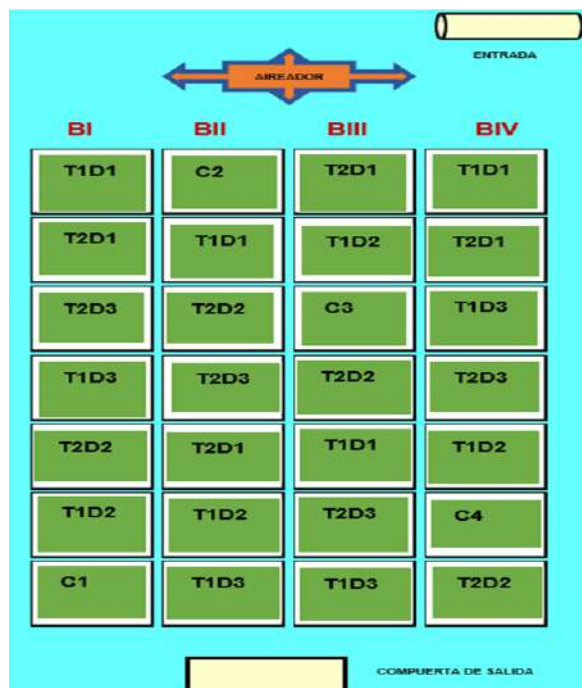 ENTRADA
AIREADOR
BI BII BIII BIV
T1D1 C2 T2D1 T1D1
T2D1 T1D1 T1D2 T2D1
T2D3 T2D2 C3 T1D3
T1D3 T2D3 T2D2 T2D3
T2D2 T2D1 T1D1 T1D2
T1D2 T1D2 T2D3 C4
C1 T1D3 T1D3 T2D2
COMPUERTA DE SALIDA